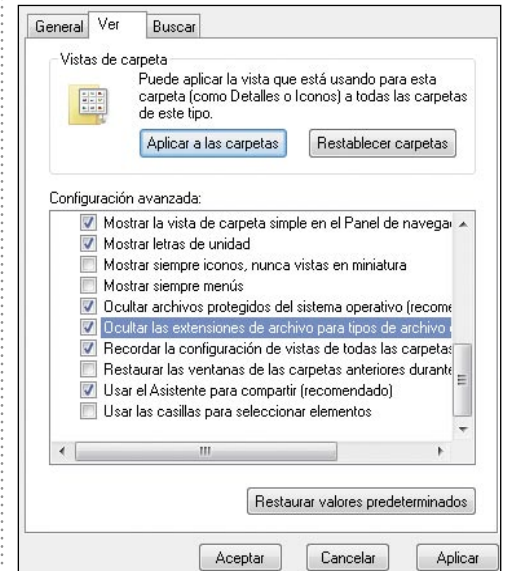 General Ver Buscar
Vistas de carpeta
Puede aplicar la vista que está usando para esta
carpeta (como Detalles o Iconos) a todas las carpetas
de este tipo.
Aplicar a las carpetas Restablecer carpetas
Configuración avanzada:
Mostrar la vista de carpeta simple en el Panel de navega
Mostrar letras de unidad
Mostrar siempre iconos, nunca vistas en miniatura
Mostrar siempre menús
Ocultar archivos protegidos del sistema operativo (recome
Ocultar las extensiones de archivo para tipos de archivo
Recordar la configuración de vistas de todas las carpetas
Restaurar las ventanas de las carpetas anteriores durante
Usar el Asistente para compartir (recomendado)
Usar las casillas para seleccionar elementos
Restaurar valores predeterminados
Aceptar Cancelar Aplicar